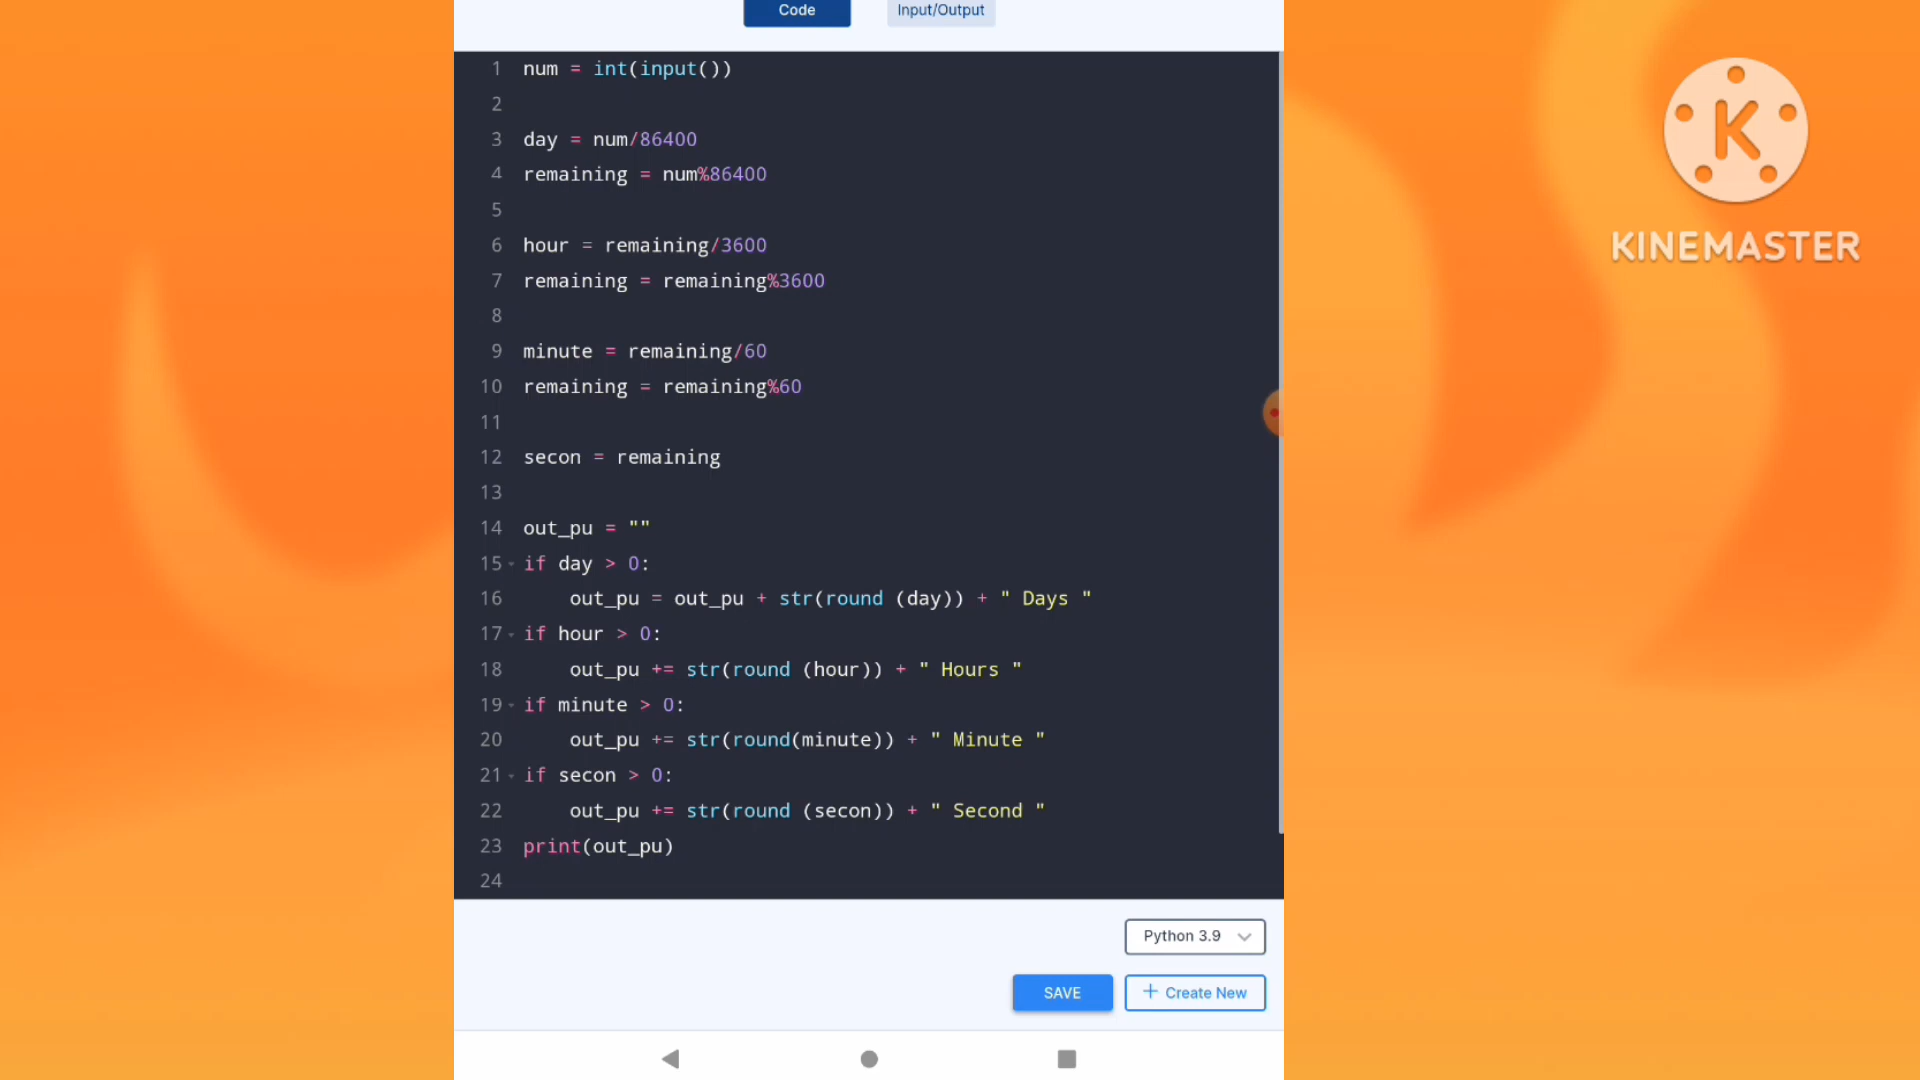 Code
Input/Output
1 num = int(input())
2
3 day = num/86400
4 remaining = num%86400
5
6 hour = remaining/3600
7 remaining = remaining%3600
8
9 minute = remaining/60
10 remaining = remaining%60
11
12 secon = remaining
13
14 out_pu = ""
15 if day > 0:
16     out_pu = out_pu + str(round (day)) + " Days "
17 if hour > 0:
18     out_pu += str(round (hour)) + " Hours "
19 if minute > 0:
20     out_pu += str(round(minute)) + " Minute "
21 if secon > 0:
22     out_pu += str(round (secon)) + " Second "
23 print(out_pu)
24
Python 3.9
SAVE
+ Create New
K
KINEMASTER